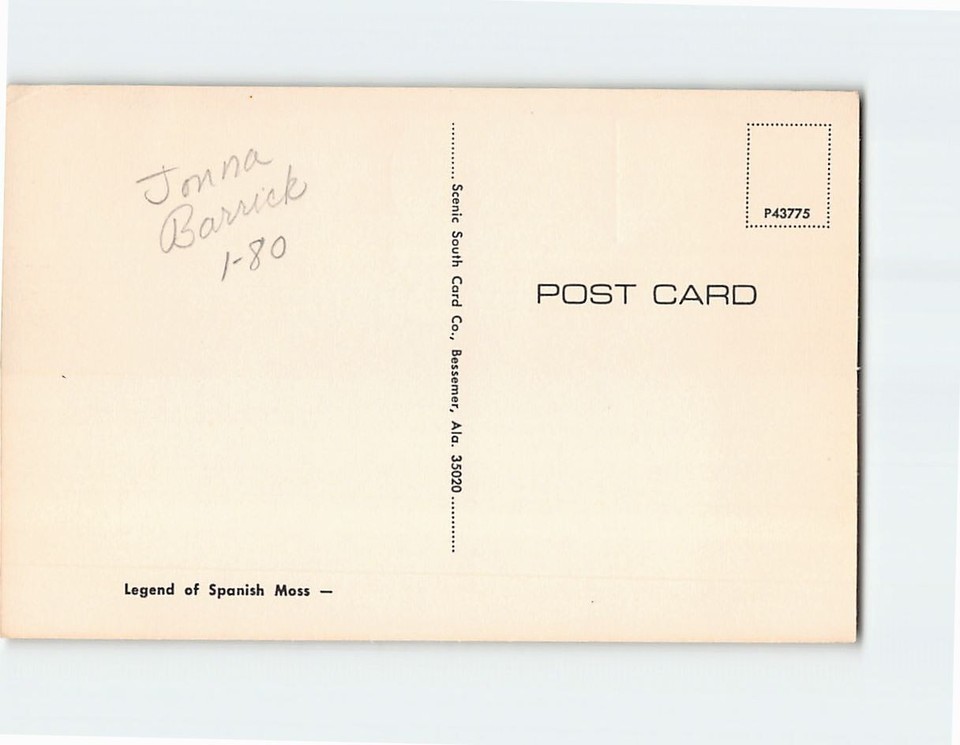 Jonna
Barrick
1-80
Legend of Spanish Moss —
Scenic South Card Co., Bessemer, Ala. 35020
P43775
POST CARD